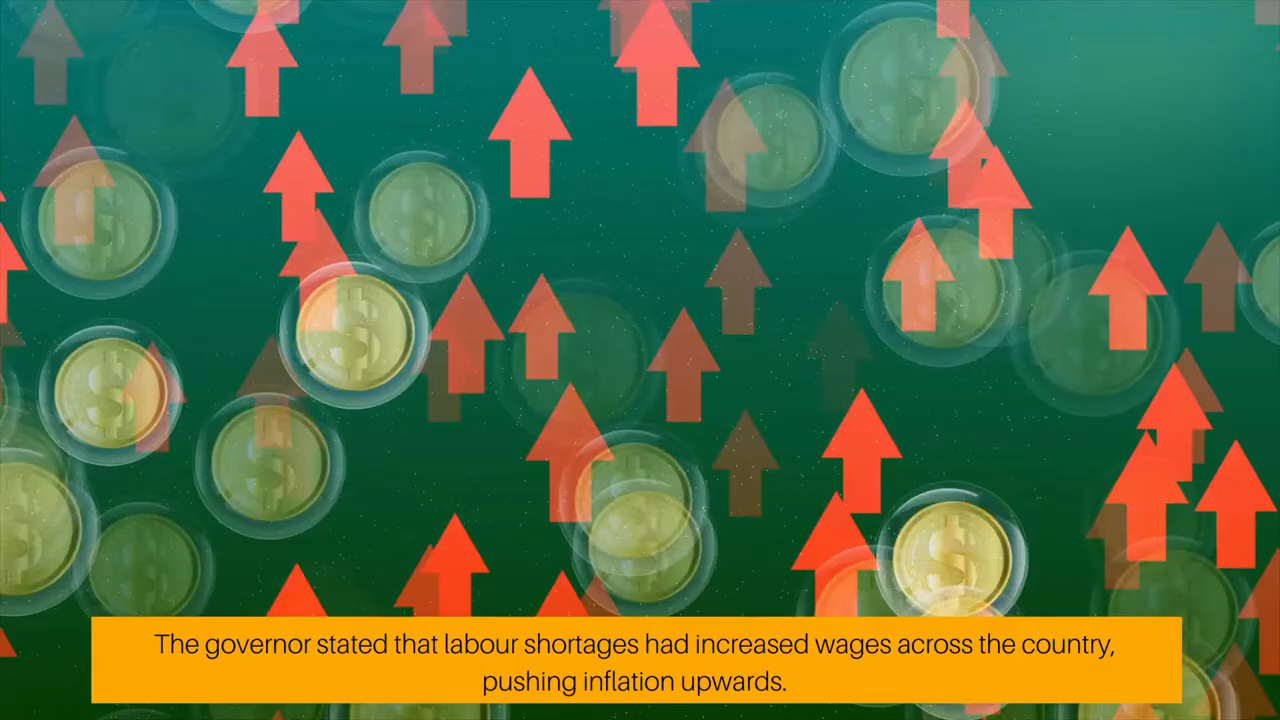 The governor stated that labour shortages had increased wages across the country,
pushing inflation upwards.